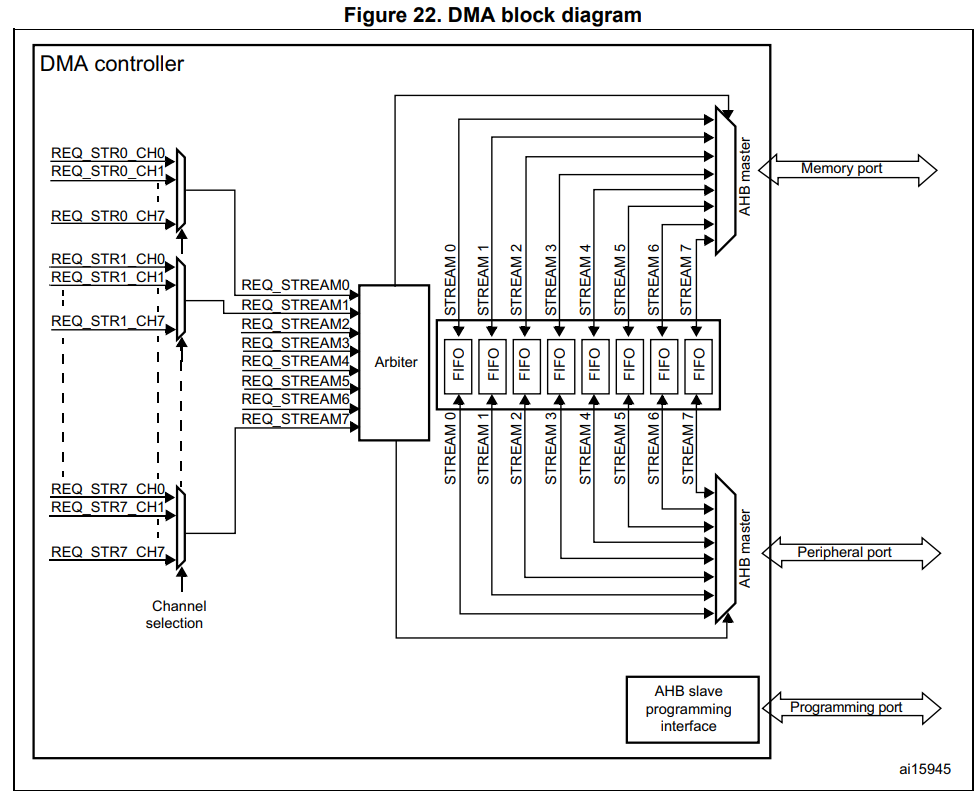 Figure 22. DMA block diagram
DMA controller
REQ_STR0_CH0
REQ_STR0_CH1
REQ_STR0_CH7
REQ_STR1_CH0
REQ_STR1_CH1
REQ_STR1_CH7
REQ_STR7_CH0
REQ_STR7_CH1
REQ_STR7_CH7
Channel
selection
REQ_STREAM0
REQ_STREAM1
REQ_STREAM2
REQ_STREAM3
REQ_STREAM4
REQ_STREAM5
REQ_STREAM6
REQ_STREAM7
Arbiter
STREAM 0
STREAM 1
STREAM 2
STREAM 3
STREAM 4
STREAM 5
STREAM 6
STREAM 7
FIFO
FIFO
FIFO
FIFO
FIFO
FIFO
FIFO
FIFO
STREAM 0
STREAM 1
STREAM 2
STREAM 3
STREAM 4
STREAM 5
STREAM 6
STREAM 7
AHB master
Memory port
AHB master
Peripheral port
AHB slave
programming
interface
Programming port
ai15945